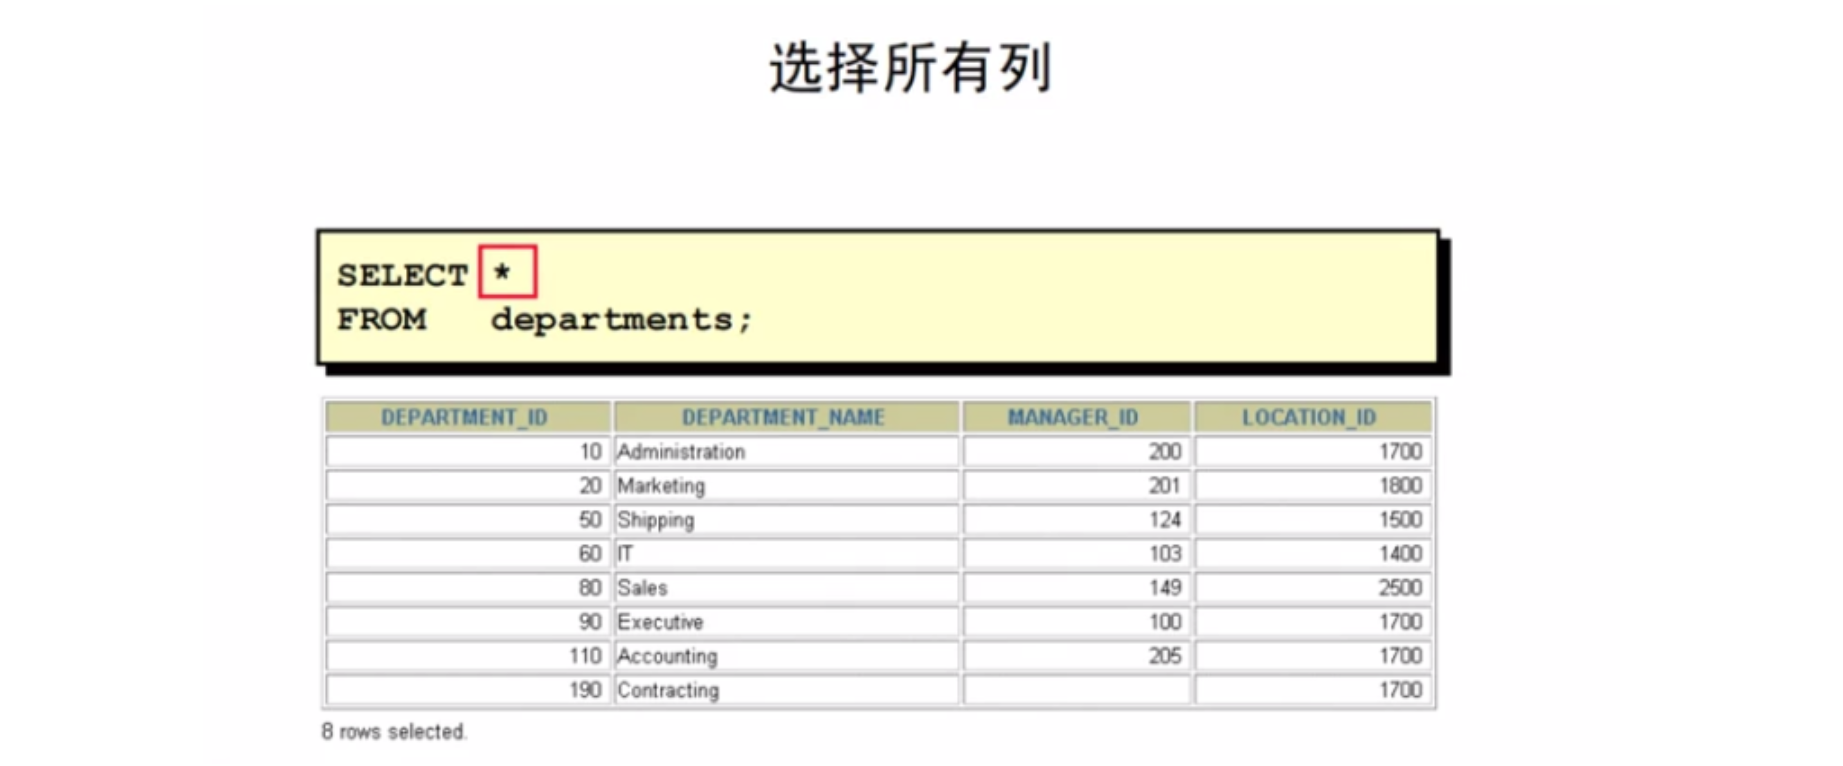 选择所有列
SELECT *
FROM departments;
DEPARTMENT_ID DEPARTMENT_NAME MANAGER_ID LOCATION_ID
10 Administration 200 1700
20 Marketing 201 1800
50 Shipping 124 1500
60 IT 103 1400
80 Sales 149 2500
90 Executive 100 1700
110 Accounting 205 1700
190 Contracting 1700
8 rows selected.